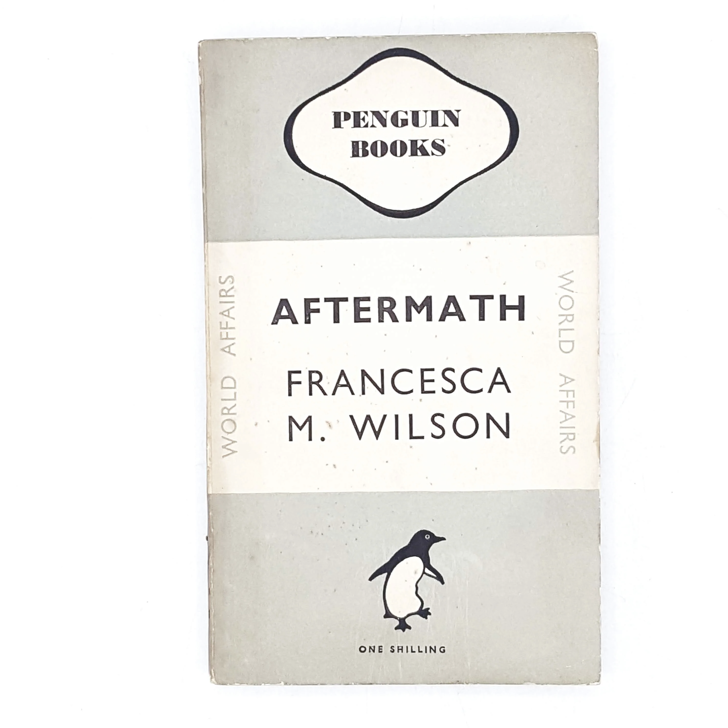 PENGUIN
BOOKS
WORLD AFFAIRS
AFTERMATH
FRANCESCA
M. WILSON
WORLD AFFAIRS
ONE SHILLING